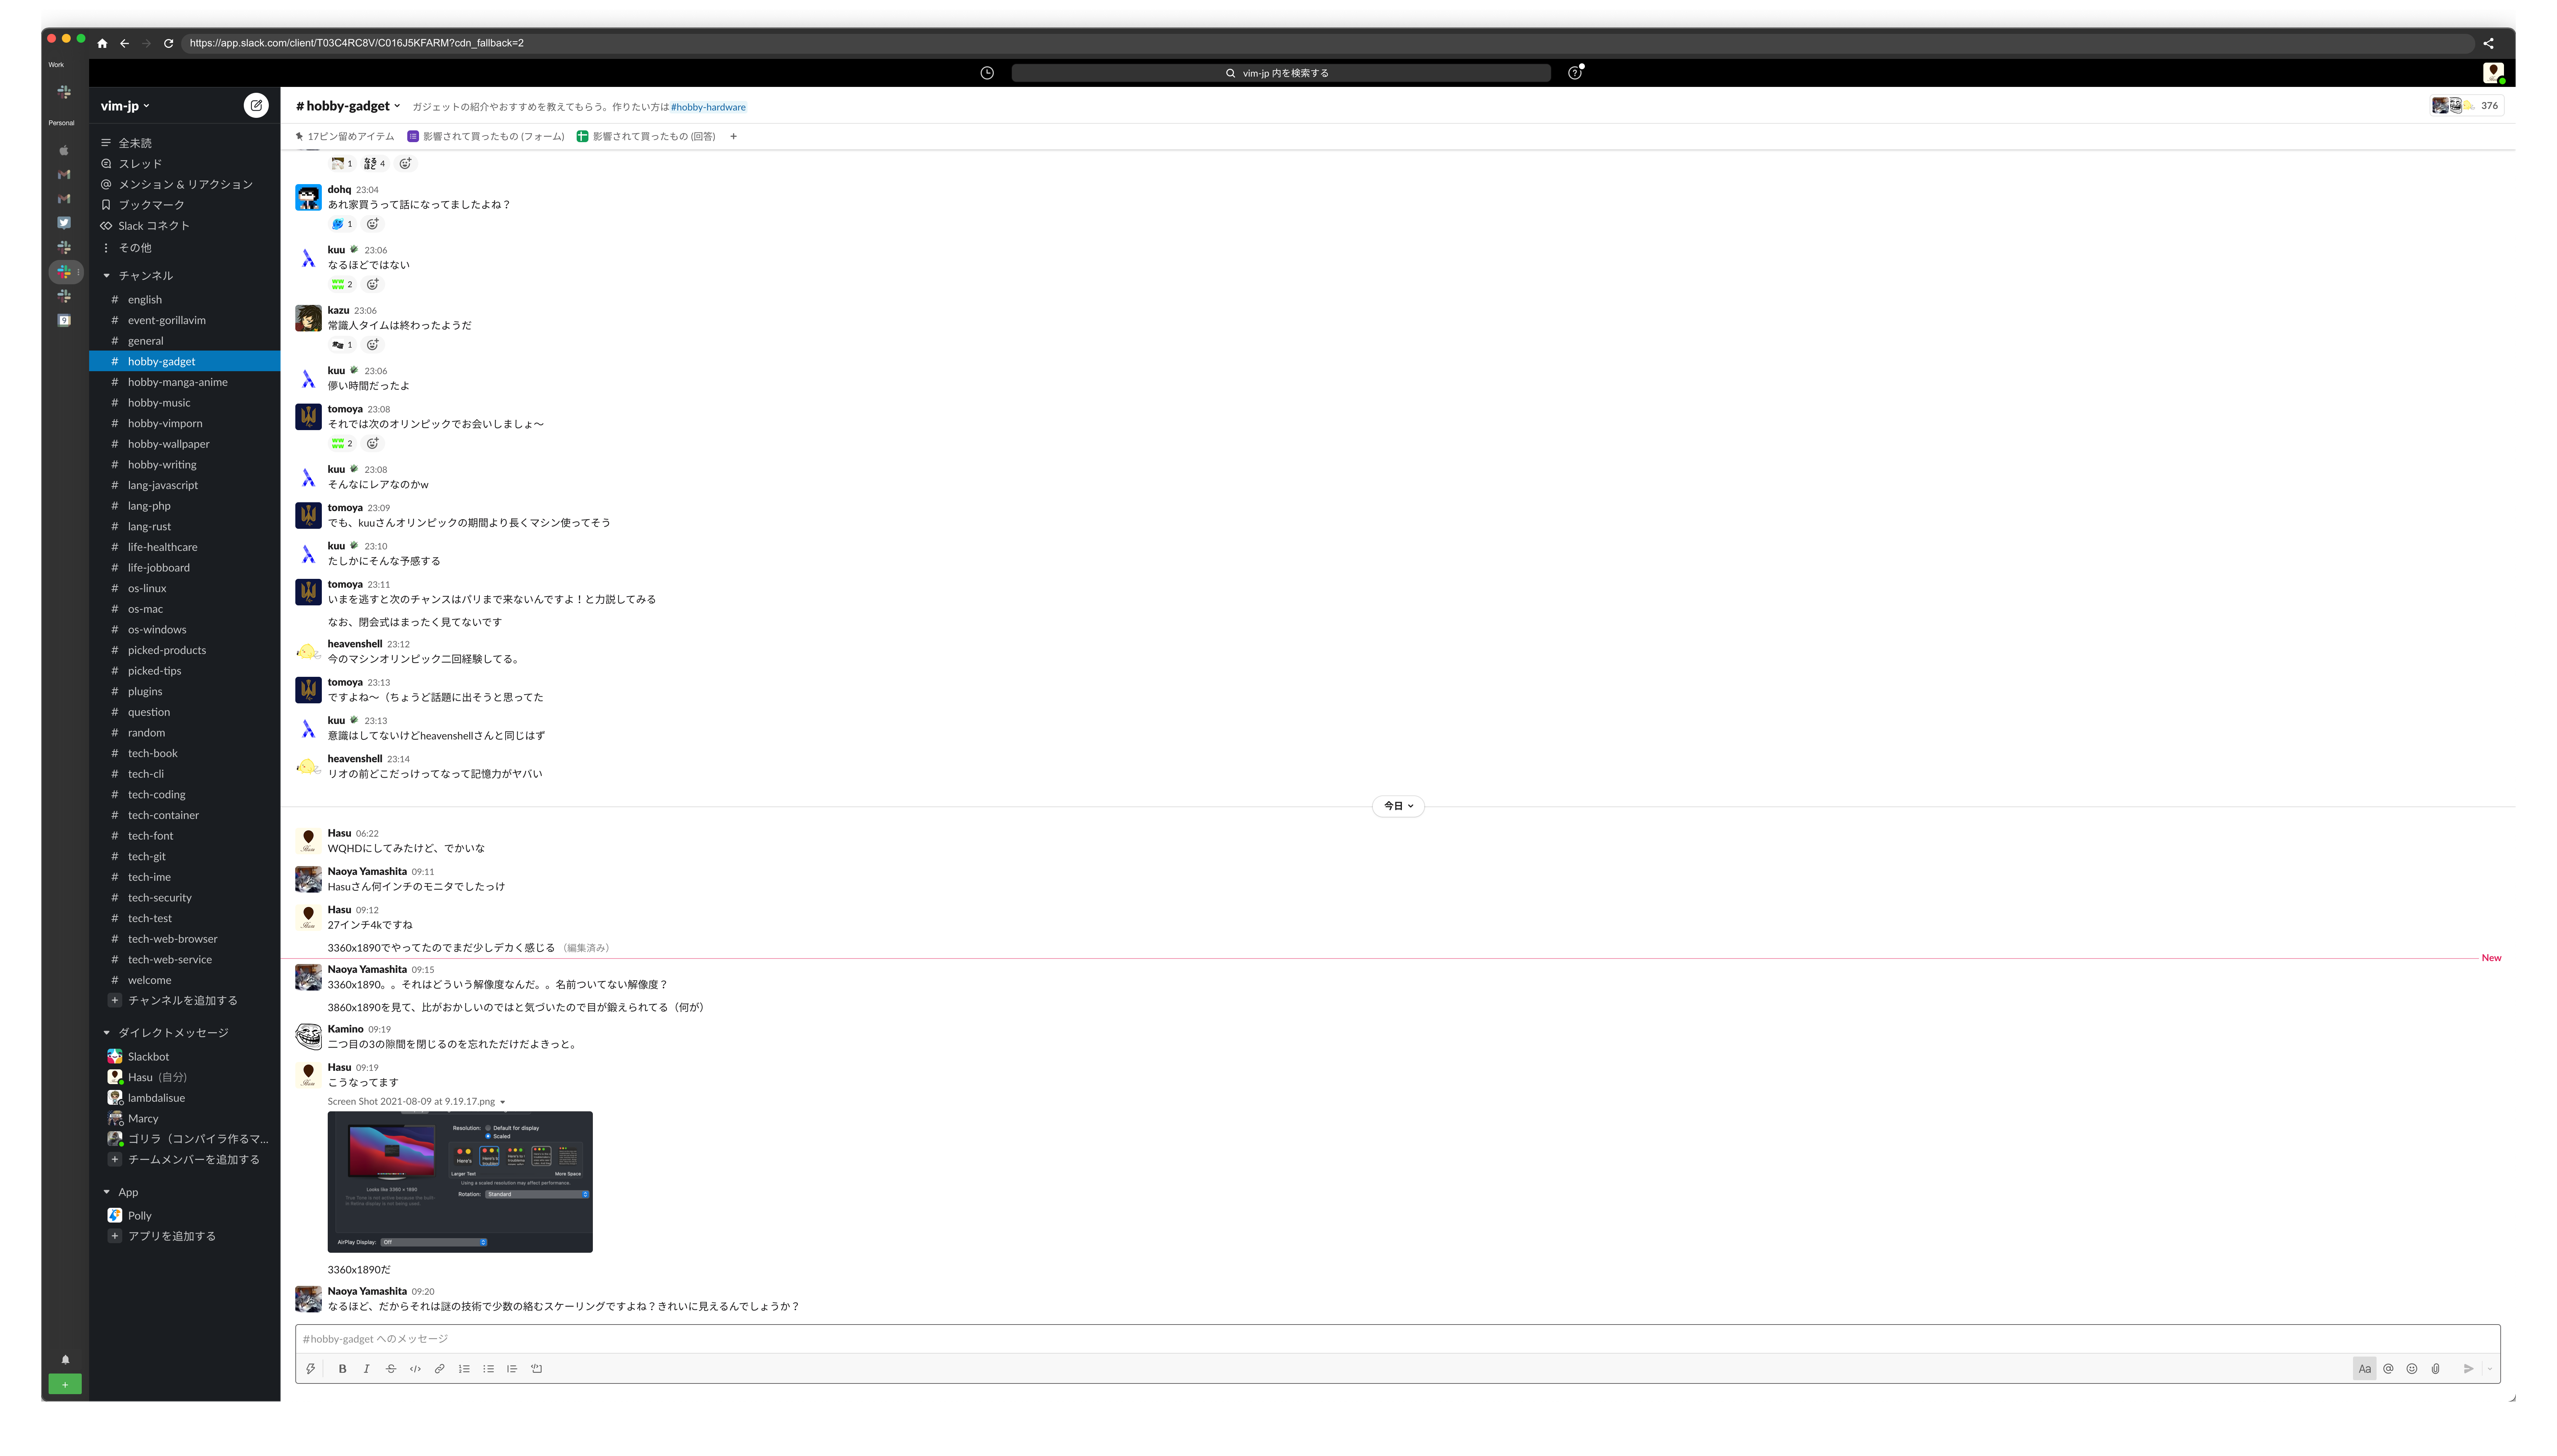 https://app.slack.com/client/T03C4RC8V/C016J5KFARM?cdn_fallback=2
Work
Personal
vim-jp 内を検索する
vim-jp
全未読
スレッド
メンション & リアクション
ブックマーク
Slack コネクト
その他
チャンネル
# english
# event-gorillavim
# general
# hobby-gadget
# hobby-manga-anime
# hobby-music
# hobby-vimporn
# hobby-wallpaper
# hobby-writing
# lang-javascript
# lang-php
# lang-rust
# life-healthcare
# life-jobboard
# os-linux
# os-mac
# os-windows
# picked-products
# picked-tips
# plugins
# question
# random
# tech-book
# tech-cli
# tech-coding
# tech-container
# tech-font
# tech-git
# tech-ime
# tech-security
# tech-test
# tech-web-browser
# tech-web-service
# welcome
+ チャンネルを追加する
ダイレクトメッセージ
Slackbot
Hasu (自分)
lambdalisue
Marcy
ゴリラ（コンパイラ作るマ...
+ チームメンバーを追加する
App
Polly
+ アプリを追加する
#hobby-gadget ガジェットの紹介やおすすめを教えてもらう。作りたい方は #hobby-hardware
376
17ピン留めアイテム 影響されて買ったもの (フォーム) 影響されて買ったもの (回答) +
1 なるほど 4
dohq 23:04
あれ家買うって話になってましたよね？
1
kuu 23:06
なるほどではない
2
kazu 23:06
常識人タイムは終わったようだ
1
kuu 23:06
儚い時間だったよ
tomoya 23:08
それでは次のオリンピックでお会いしましょ〜
2
kuu 23:08
そんなにレアなのかw
tomoya 23:09
でも、kuuさんオリンピックの期間より長くマシン使ってそう
kuu 23:10
たしかにそんな予感する
tomoya 23:11
いまを逃すと次のチャンスはパリまで来ないんですよ！と力説してみる
なお、閉会式はまったく見てないです
heavenshell 23:12
今のマシンオリンピック二回経験してる。
tomoya 23:13
ですよね〜（ちょうど話題に出そうと思ってた
kuu 23:13
意識はしてないけどheavenshellさんと同じはず
heavenshell 23:14
リオの前どこだっけってなって記憶力がヤバい
今日
Hasu 06:22
WQHDにしてみたけど、でかいな
Naoya Yamashita 09:11
Hasuさん何インチのモニタでしたっけ
Hasu 09:12
27インチ4kですね
3360x1890でやってたのでまだ少しデカく感じる （編集済み）
New
Naoya Yamashita 09:15
3360x1890。。それはどういう解像度なんだ。。名前ついてない解像度？
3860x1890を見て、比がおかしいのではと気づいたので目が鍛えられてる（何が）
Kamino 09:19
二つ目の3の隙間を閉じるのを忘れただけだよきっと。
Hasu 09:19
こうなってます
Screen Shot 2021-08-09 at 9.19.17.png
Resolution: Default for display
Scaled
Larger Text More Space
Looks like 3360 × 1890
Using a scaled resolution may affect performance.
Rotation: Standard
AirPlay Display: Off
3360x1890だ
Naoya Yamashita 09:20
なるほど、だからそれは謎の技術で少数の絡むスケーリングですよね？きれいに見えるんでしょうか？
#hobby-gadget へのメッセージ
B I S
Aa